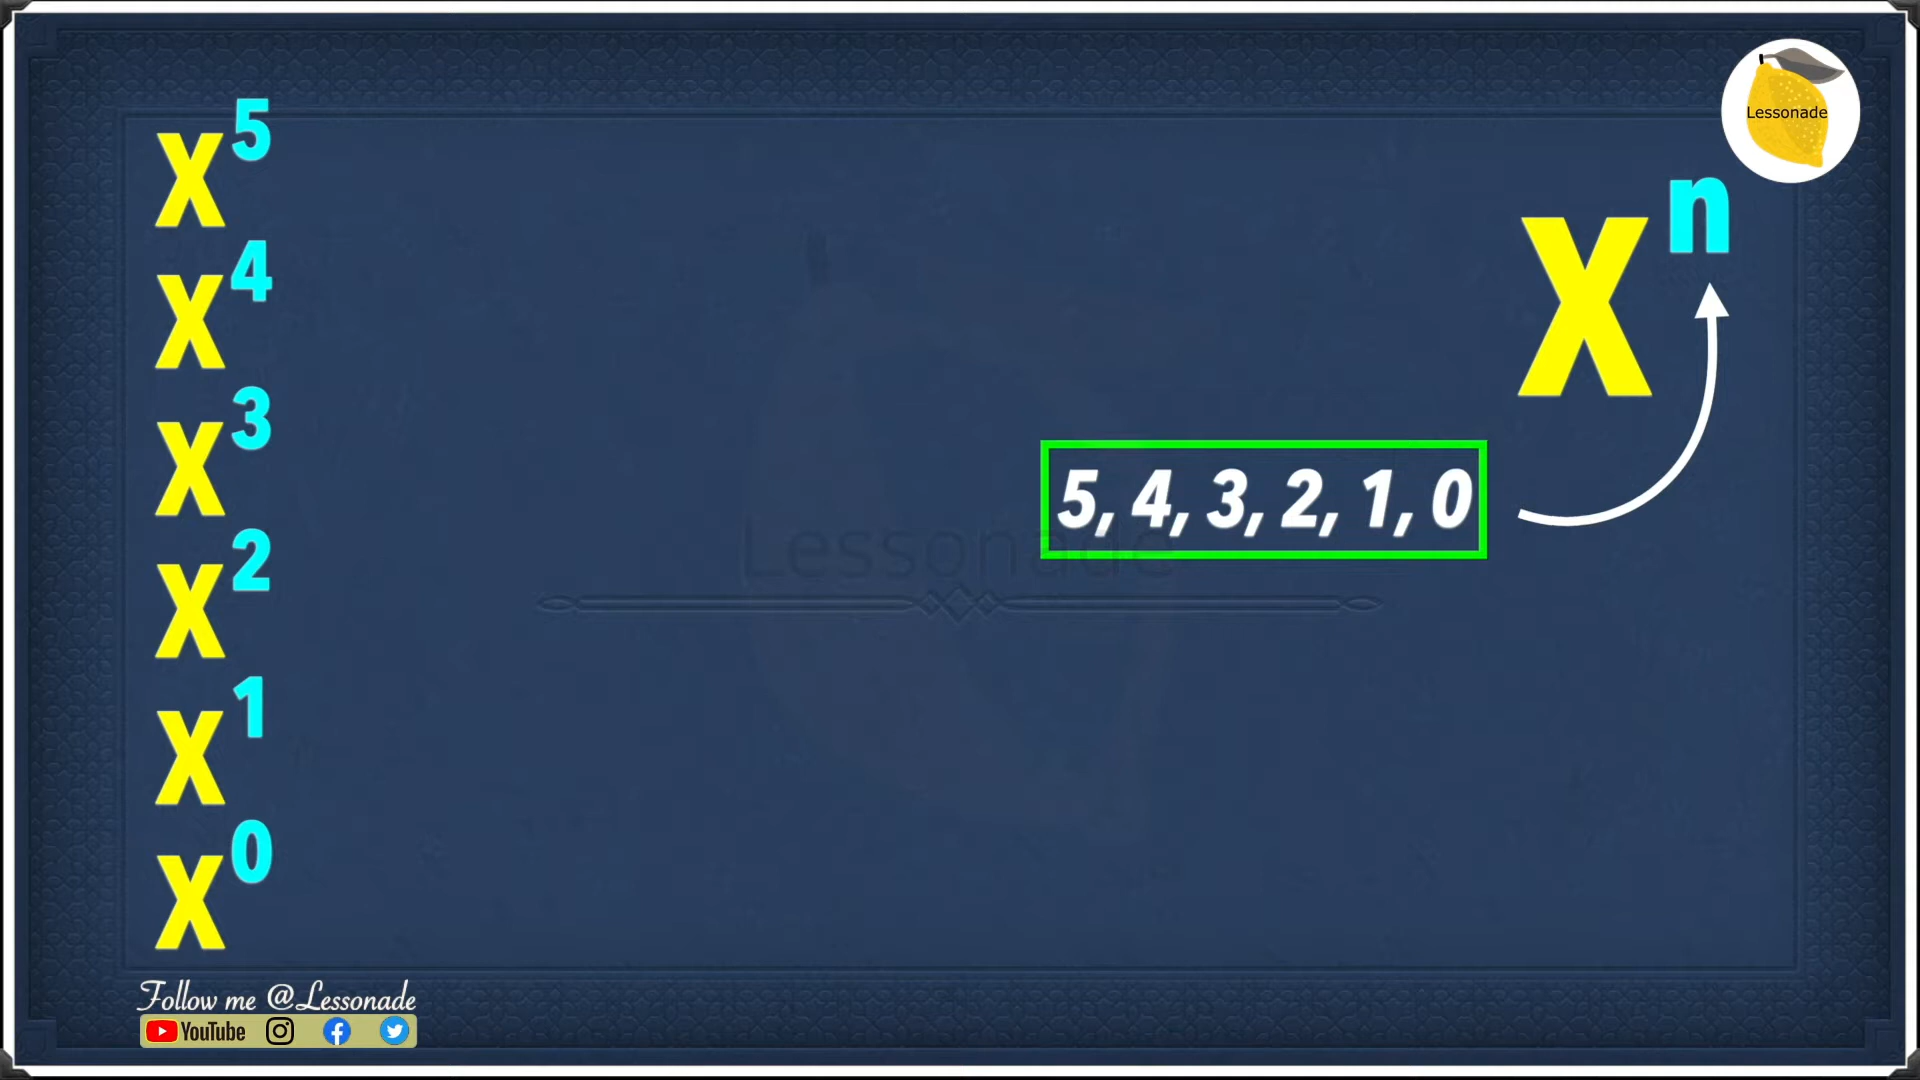 X⁵
X⁴
X³
X²
X¹
X⁰
Lessonade
Xⁿ
5, 4, 3, 2, 1, 0
Lessonade
Follow me @Lessonade
YouTube